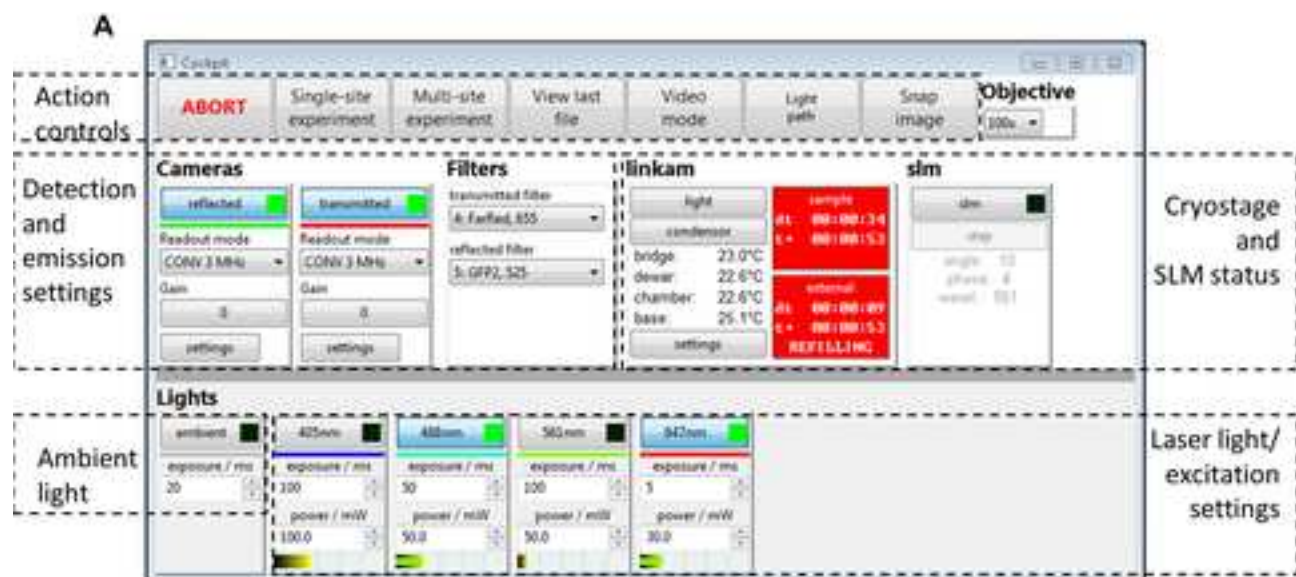 A
Cockpit
Action
controls
ABORT
Single-site
experiment
Multi-site
experiment
View last
file
Video
mode
Light
path
Snap
image
Objective
100x
Detection
and
emission
settings
Cameras
reflected
Readout mode
CONV 3 MHz
Gain
0
settings
transmitted
Readout mode
CONV 3 MHz
Gain
0
settings
Filters
transmitted filter
4: FarRed, 655
reflected filter
5: GFP2, 525
linkam
light
condensor
bridge: 23.0°C
dewar: 22.6°C
chamber: 22.6°C
base: 25.1°C
settings
sample
dt 00:00:34
t+ 00:00:53
external
dt 00:00:09
t+ 00:00:53
REFILLING
slm
slm
stop
angle:
phase:
Cryostage
and
SLM status
Lights
Ambient
light
ambient
exposure / ms
20
405nm
exposure / ms
100
power / mW
100.0
488nm
exposure / ms
50
power / mW
50.0
561nm
exposure / ms
100
power / mW
50.0
647nm
exposure / ms
5
power / mW
30.0
Laser light/
excitation
settings